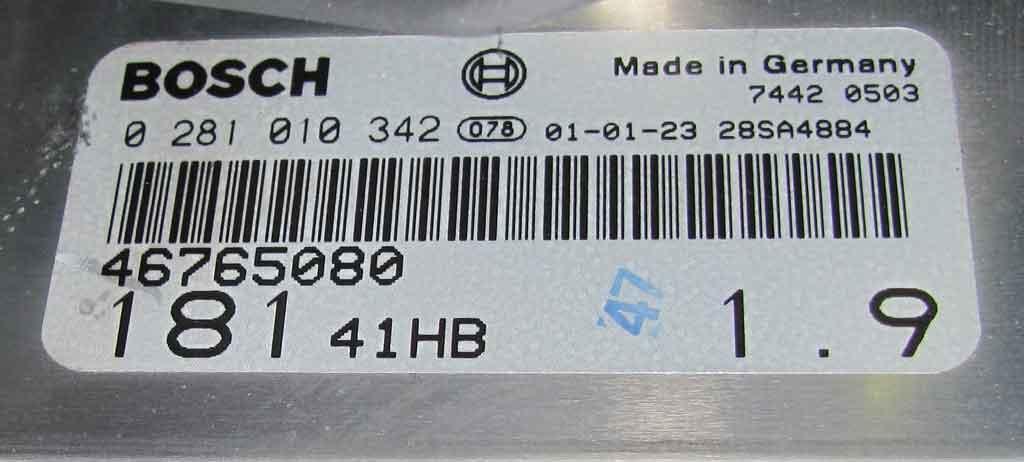 BOSCH Made in Germany
7442 0503
0 281 010 342 078 01-01-23 28SA4884
46765080
181 41HB 47 1.9